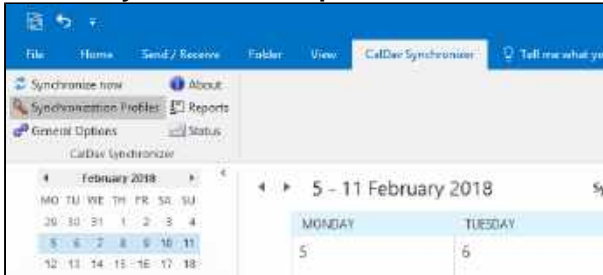 File Home Send / Receive Folder View CalDav Synchronizer Tell me what yo
Synchronize now About
Synchronization Profiles Reports
General Options Status
CalDav Synchronizer
February 2018
MO TU WE TH FR SA SU
29 30 31 1 2 3 4
5 6 7 8 9 10 11
12 13 14 15 16 17 18
5 - 11 February 2018
MONDAY TUESDAY
5 6